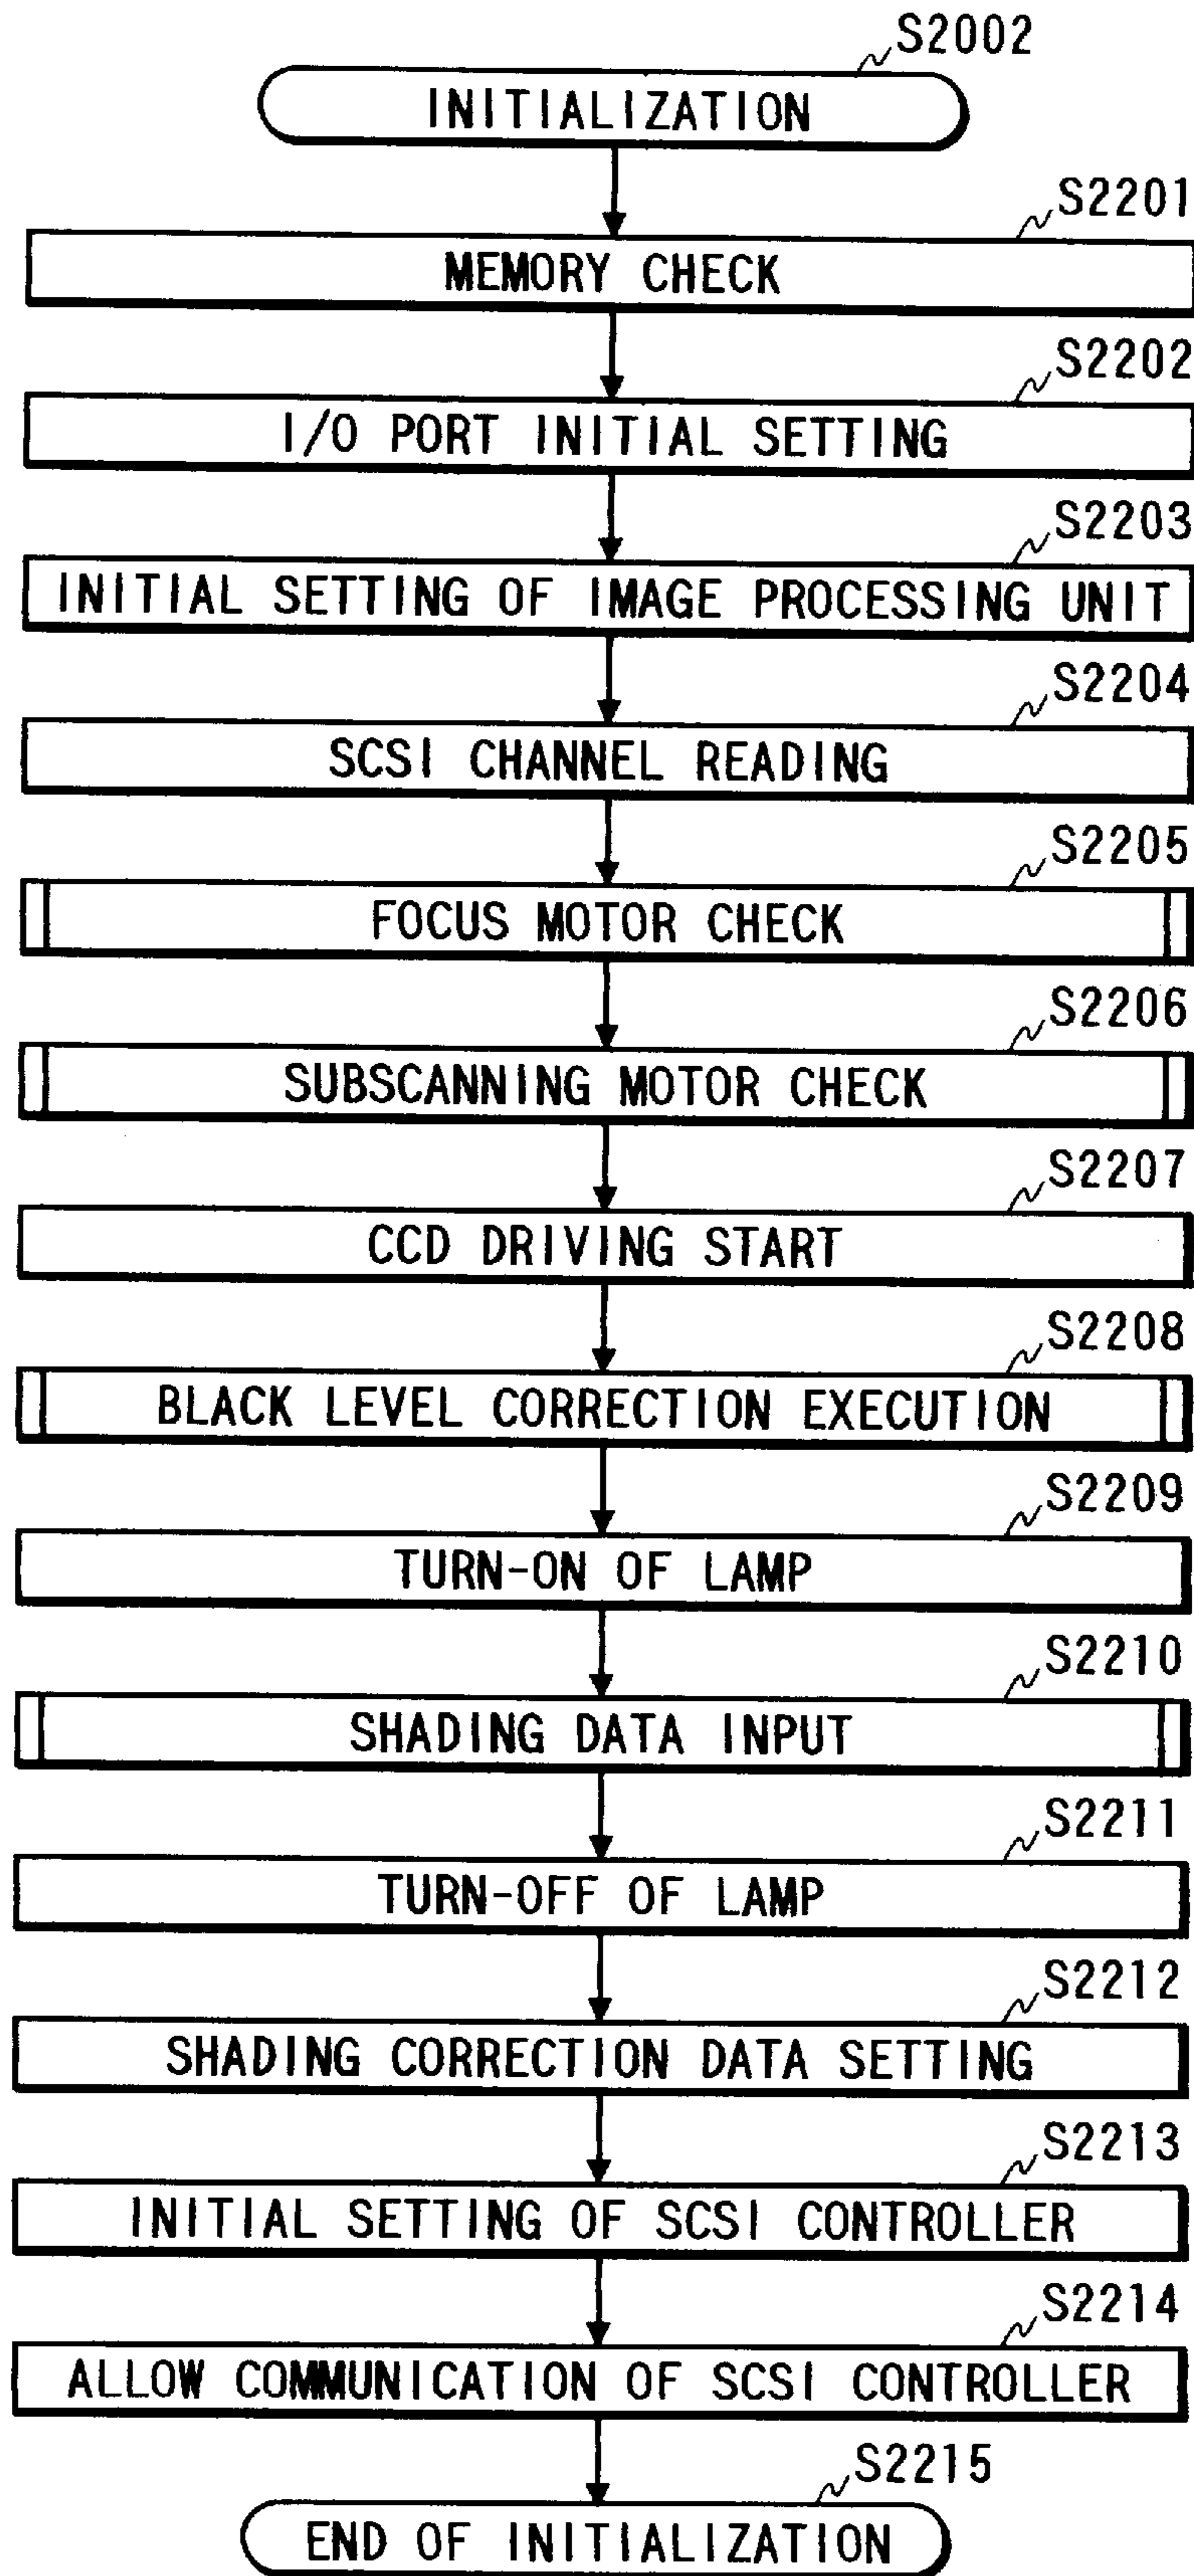 S2002
INITIALIZATION
S2201
MEMORY CHECK
S2202
I/O PORT INITIAL SETTING
S2203
INITIAL SETTING OF IMAGE PROCESSING UNIT
S2204
SCSI CHANNEL READING
S2205
FOCUS MOTOR CHECK
S2206
SUBSCANNING MOTOR CHECK
S2207
CCD DRIVING START
S2208
BLACK LEVEL CORRECTION EXECUTION
S2209
TURN-ON OF LAMP
S2210
SHADING DATA INPUT
S2211
TURN-OFF OF LAMP
S2212
SHADING CORRECTION DATA SETTING
S2213
INITIAL SETTING OF SCSI CONTROLLER
S2214
ALLOW COMMUNICATION OF SCSI CONTROLLER
S2215
END OF INITIALIZATION